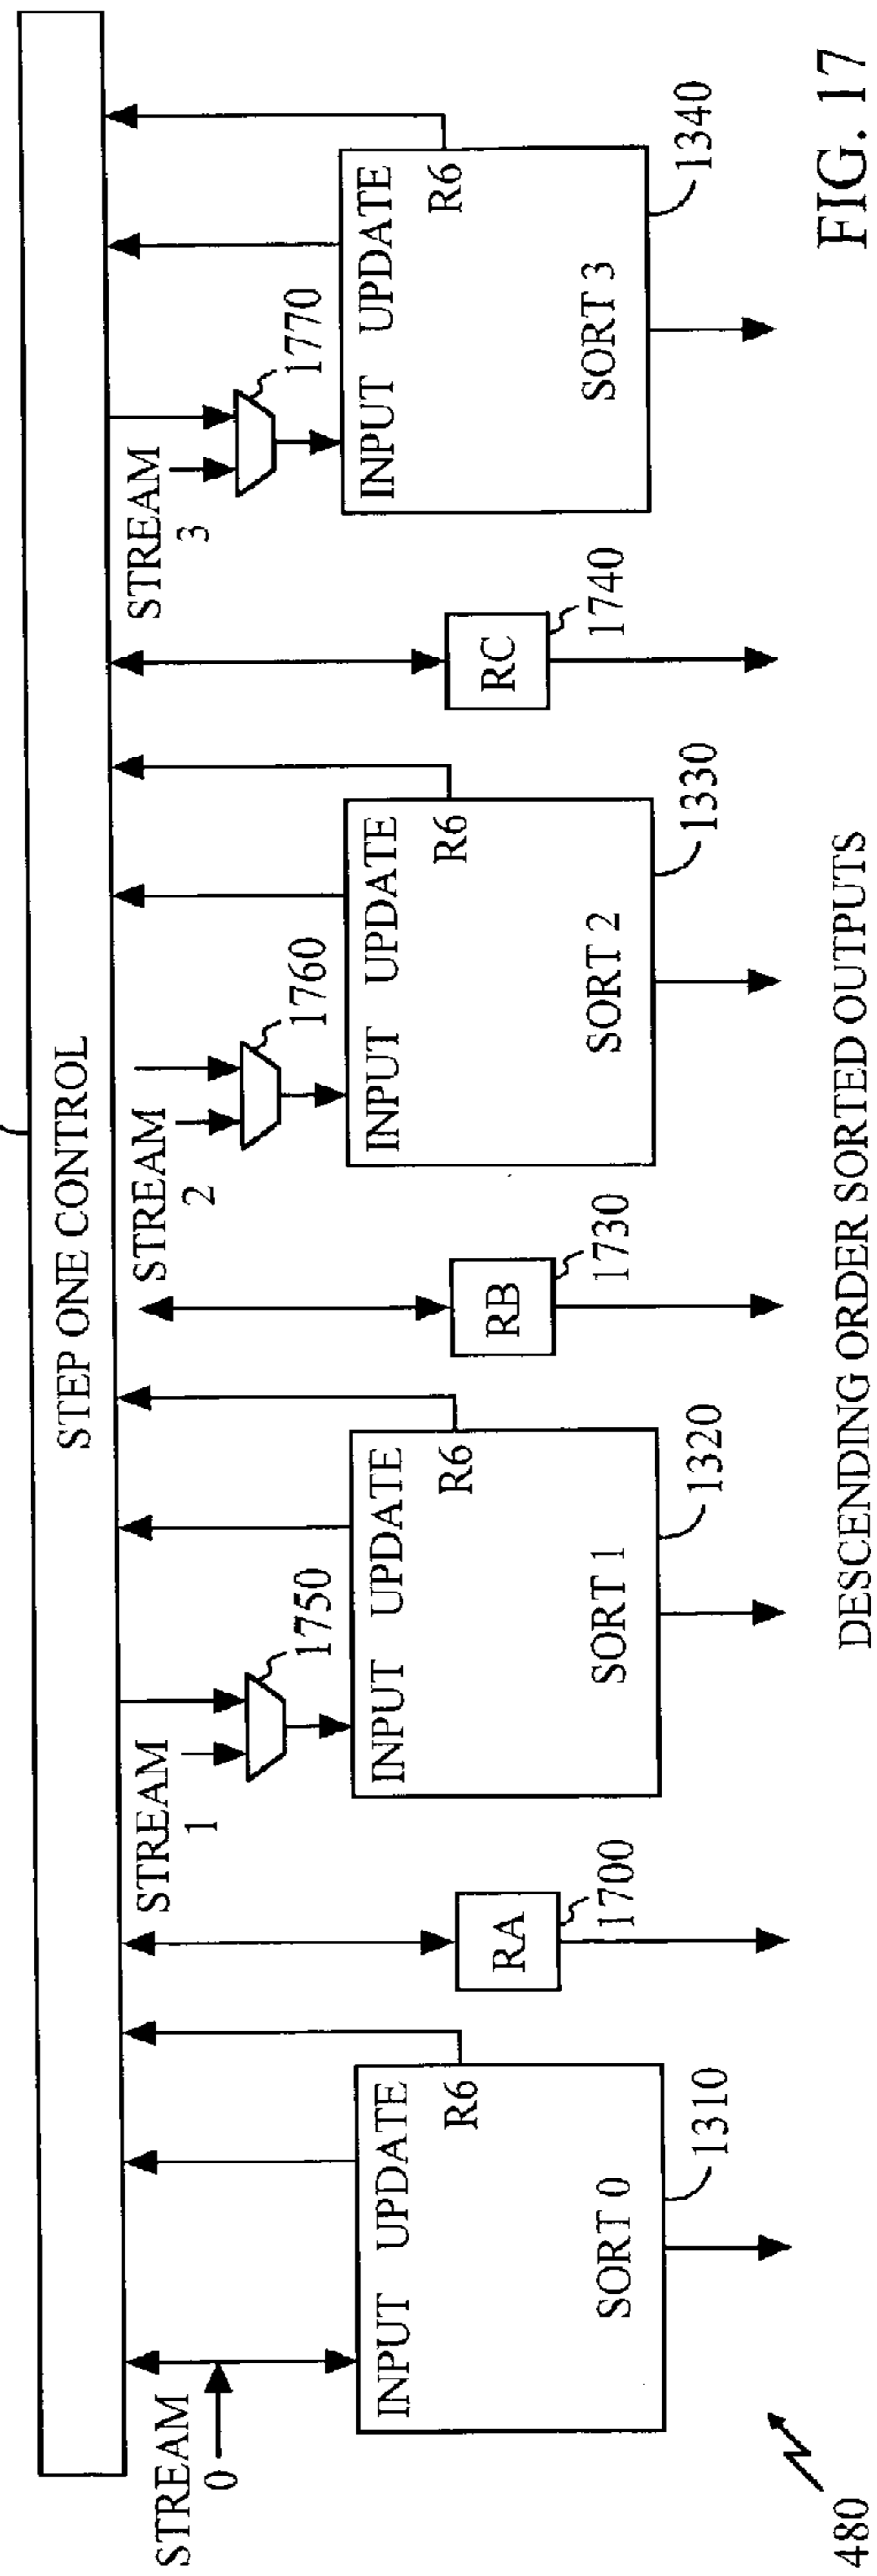 STEP ONE CONTROL
STREAM
0
STREAM
1
STREAM
2
STREAM
3
1750
1760
1770
INPUT UPDATE
R6
SORT 0
1310
RA
1700
INPUT UPDATE
R6
SORT 1
1320
RB
1730
INPUT UPDATE
R6
SORT 2
1330
RC
1740
INPUT UPDATE
R6
SORT 3
1340
480
DESCENDING ORDER SORTED OUTPUTS
FIG. 17